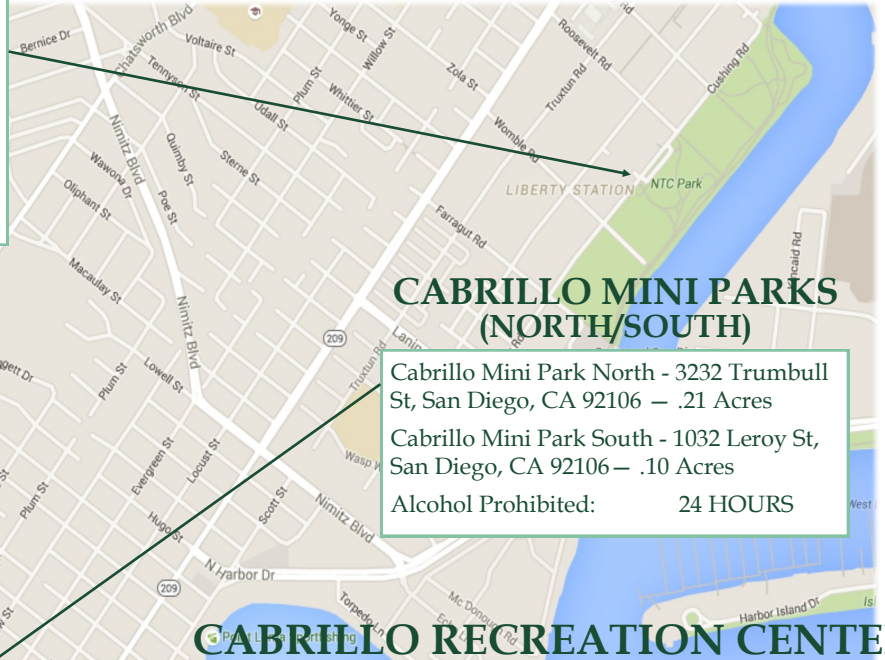 Chatsworth Blvd
Bernice Dr
Voltaire St
Yonge St
Willow St
Roosevelt Rd
Cushing Rd
Tennyson St
Plum St
Zola St
Truxtun Rd
Whittier St
Udall St
Womble Rd
Nimitz Blvd
Quimby St
Wawona Dr
Sterne St
LIBERTY STATION
NTC Park
Oliphant St
Poe St
Farragut Rd
Macaulay St
CABRILLO MINI PARKS
(NORTH/SOUTH)
Nimitz Blvd
209
Truxtun Rd
Plum St
Lowell St
Cabrillo Mini Park North - 3232 Trumbull
St, San Diego, CA 92106 — .21 Acres
Cabrillo Mini Park South - 1032 Leroy St,
San Diego, CA 92106— .10 Acres
Alcohol Prohibited: 24 HOURS
Evergreen St
Locust St
Plum St
Scott St
Hugo St
Nimitz Blvd
N Harbor Dr
209
Harbor Island Dr
Mc Donough Rd
CABRILLO RECREATION CENTE